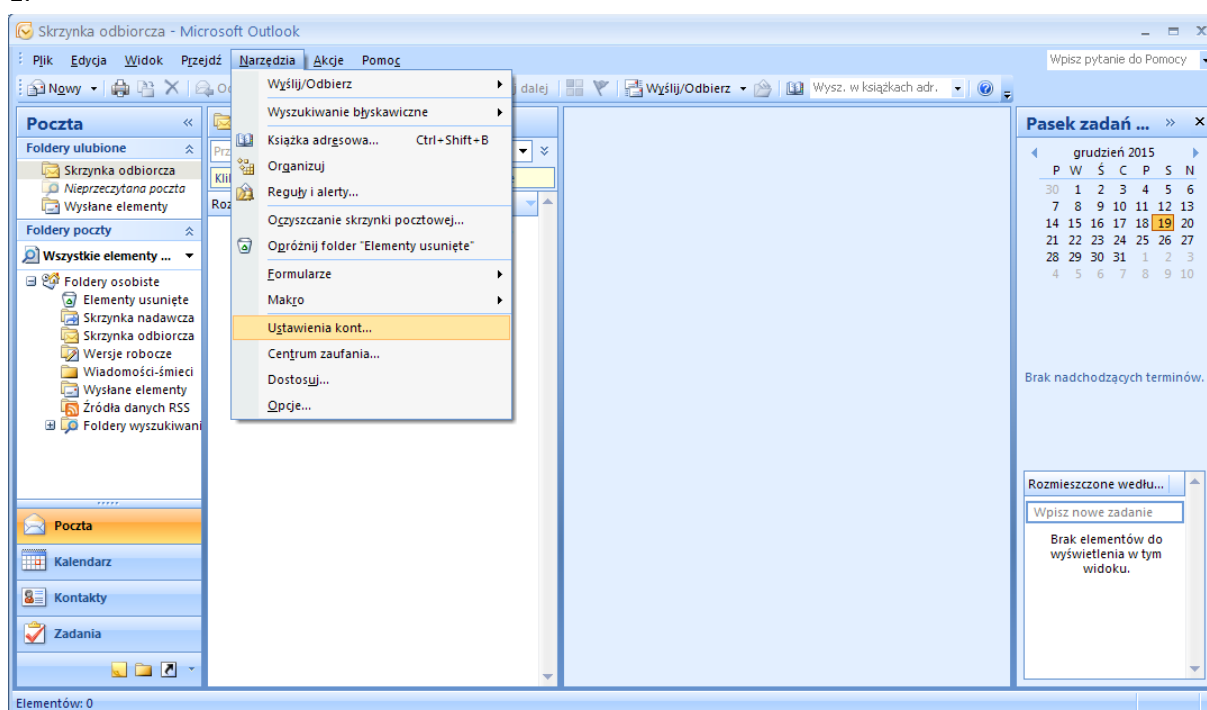 Skrzynka odbiorcza - Microsoft Outlook
Plik Edycja Widok Przejdź Narzędzia Akcje Pomoc
Wpisz pytanie do Pomocy
Nowy
dalej
Wyślij/Odbierz
Wysz. w książkach adr.
Poczta
Foldery ulubione
Skrzynka odbiorcza
Nieprzeczytana poczta
Wysłane elementy
Foldery poczty
Wszystkie elementy ...
Foldery osobiste
Elementy usunięte
Skrzynka nadawcza
Skrzynka odbiorcza
Wersje robocze
Wiadomości-śmieci
Wysłane elementy
Źródła danych RSS
Foldery wyszukiwani
Poczta
Kalendarz
Kontakty
Zadania
Wyślij/Odbierz
Wyszukiwanie błyskawiczne
Książka adresowa... Ctrl+Shift+B
Organizuj
Reguły i alerty...
Oczyszczanie skrzynki pocztowej...
Opróżnij folder "Elementy usunięte"
Formularze
Makro
Ustawienia kont...
Centrum zaufania...
Dostosuj...
Opcje...
Pasek zadań ...
grudzień 2015
P W Ś C P S N
30 1 2 3 4 5 6
7 8 9 10 11 12 13
14 15 16 17 18 19 20
21 22 23 24 25 26 27
28 29 30 31 1 2 3
4 5 6 7 8 9 10
Brak nadchodzących terminów.
Rozmieszczone wedłu...
Wpisz nowe zadanie
Brak elementów do
wyświetlenia w tym
widoku.
Elementów: 0